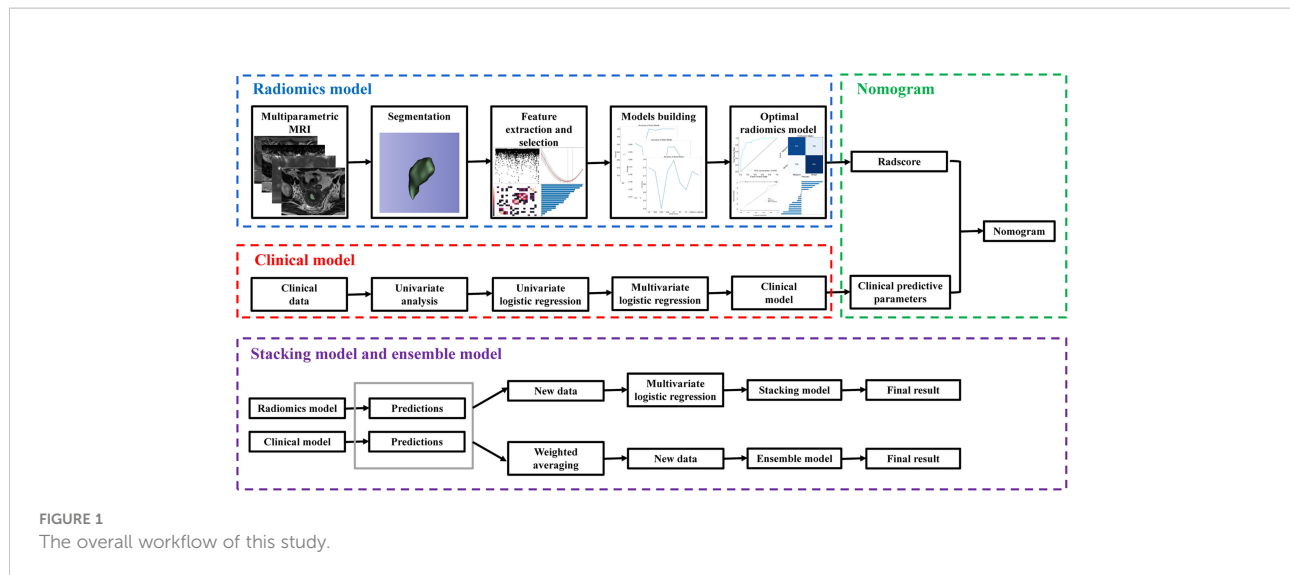 Radiomics model
Nomogram
Multiparametric
MRI
Segmentation
Feature
extraction and
selection
Models building
Optimal
radiomics model
Radscore
Nomogram
Clinical model
Clinical
data
Univariate
analysis
Univariate
logistic regression
Multivariate
logistic regression
Clinical
model
Clinical predictive
parameters
Stacking model and ensemble model
Radiomics model
Predictions
New data
Multivariate
logistic regression
Stacking model
Final result
Clinical model
Predictions
Weighted
averaging
New data
Ensemble model
Final result
FIGURE 1
The overall workflow of this study.